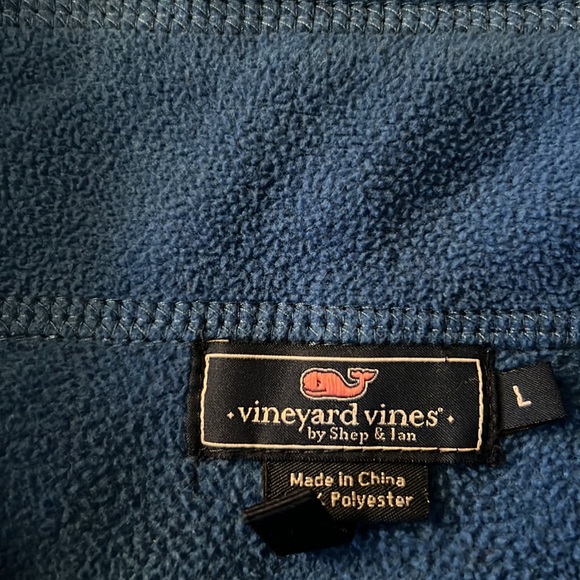 vineyard vines®
by Shep & Ian
L
Made in China
% Polyester